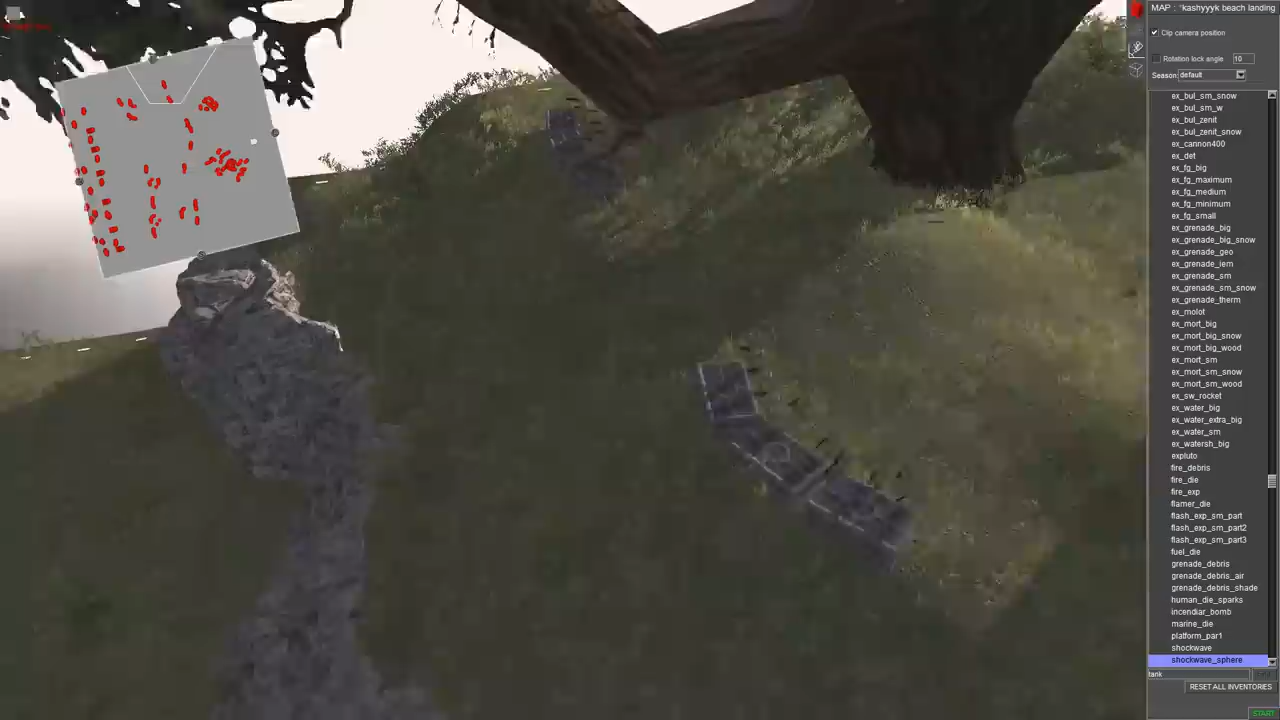 MAP : "kashyyyk beach landing
Clip camera position
Rotation lock angle 10
Season: default
ex_bul_sm_snow
ex_bul_sm_w
ex_bul_zenit
ex_bul_zenit_snow
ex_cannon400
ex_det
ex_fg_big
ex_fg_maximum
ex_fg_medium
ex_fg_minimum
ex_fg_small
ex_grenade_big
ex_grenade_big_snow
ex_grenade_geo
ex_grenade_iem
ex_grenade_sm
ex_grenade_sm_snow
ex_grenade_therm
ex_molot
ex_mort_big
ex_mort_big_snow
ex_mort_big_wood
ex_mort_sm
ex_mort_sm_snow
ex_mort_sm_wood
ex_sw_rocket
ex_water_big
ex_water_extra_big
ex_water_sm
ex_watersh_big
expluto
fire_debris
fire_die
fire_exp
flamer_die
flash_exp_sm_part
flash_exp_sm_part2
flash_exp_sm_part3
fuel_die
grenade_debris
grenade_debris_air
grenade_debris_shade
human_die_sparks
incendiar_bomb
marine_die
platform_par1
shockwave
shockwave_sphere
tank
RESET ALL INVENTORIES
START